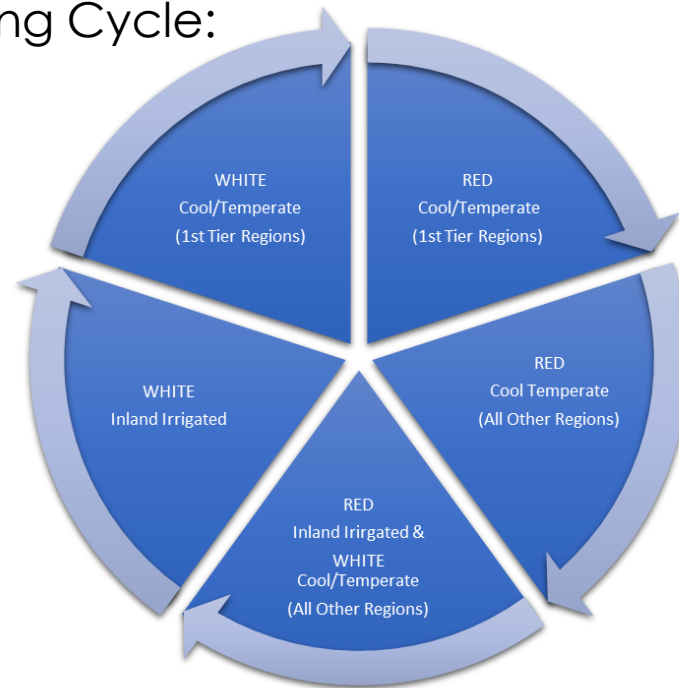 ng Cycle:
WHITE
Cool/Temperate
(1st Tier Regions)
RED
Cool/Temperate
(1st Tier Regions)
RED
Cool Temperate
(All Other Regions)
RED
Inland Irirgated &
WHITE
Cool/Temperate
(All Other Regions)
WHITE
Inland Irrigated